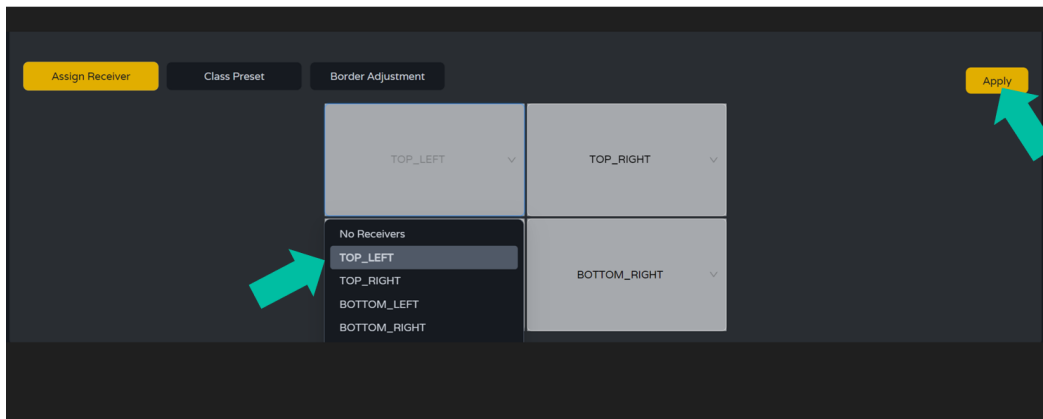 Assign Receiver
Class Preset
Border Adjustment
Apply
TOP_LEFT
TOP_RIGHT
No Receivers
TOP_LEFT
TOP_RIGHT
BOTTOM_LEFT
BOTTOM_RIGHT
BOTTOM_RIGHT